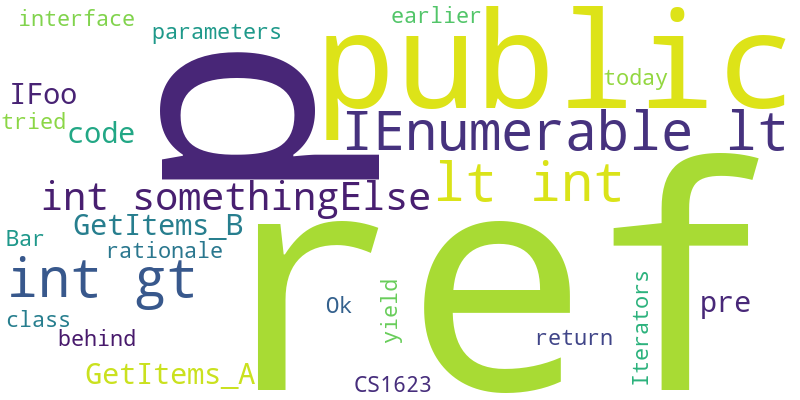 interface
parameters
earlier
public
today
IFoo
tried
code
p
IEnumerable lt
int somethingElse
lt int
GetItems_B
Bar
rationale
int gt
ref
class
behind
Ok
yield
return
Iterators
pre
GetItems_A
CS1623